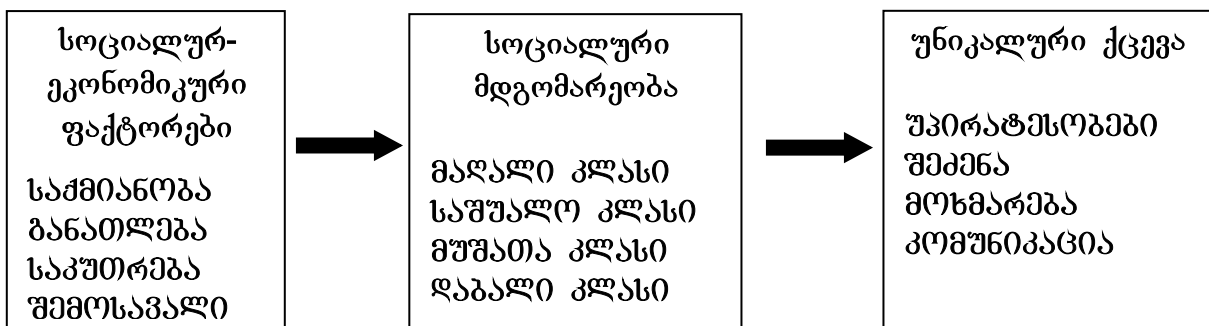 სოციალურ-
ეკონომიკური
ფაქტორები
საქმიანობა
განათლება
საკუთრება
შემოსავალი
სოციალური
მდგომარეობა
მაღალი კლასი
საშუალო კლასი
მუშათა კლასი
დაბალი კლასი
უნიკალური ქცევა
უპირატესობები
შეძენა
მოხმარება
კომუნიკაცია